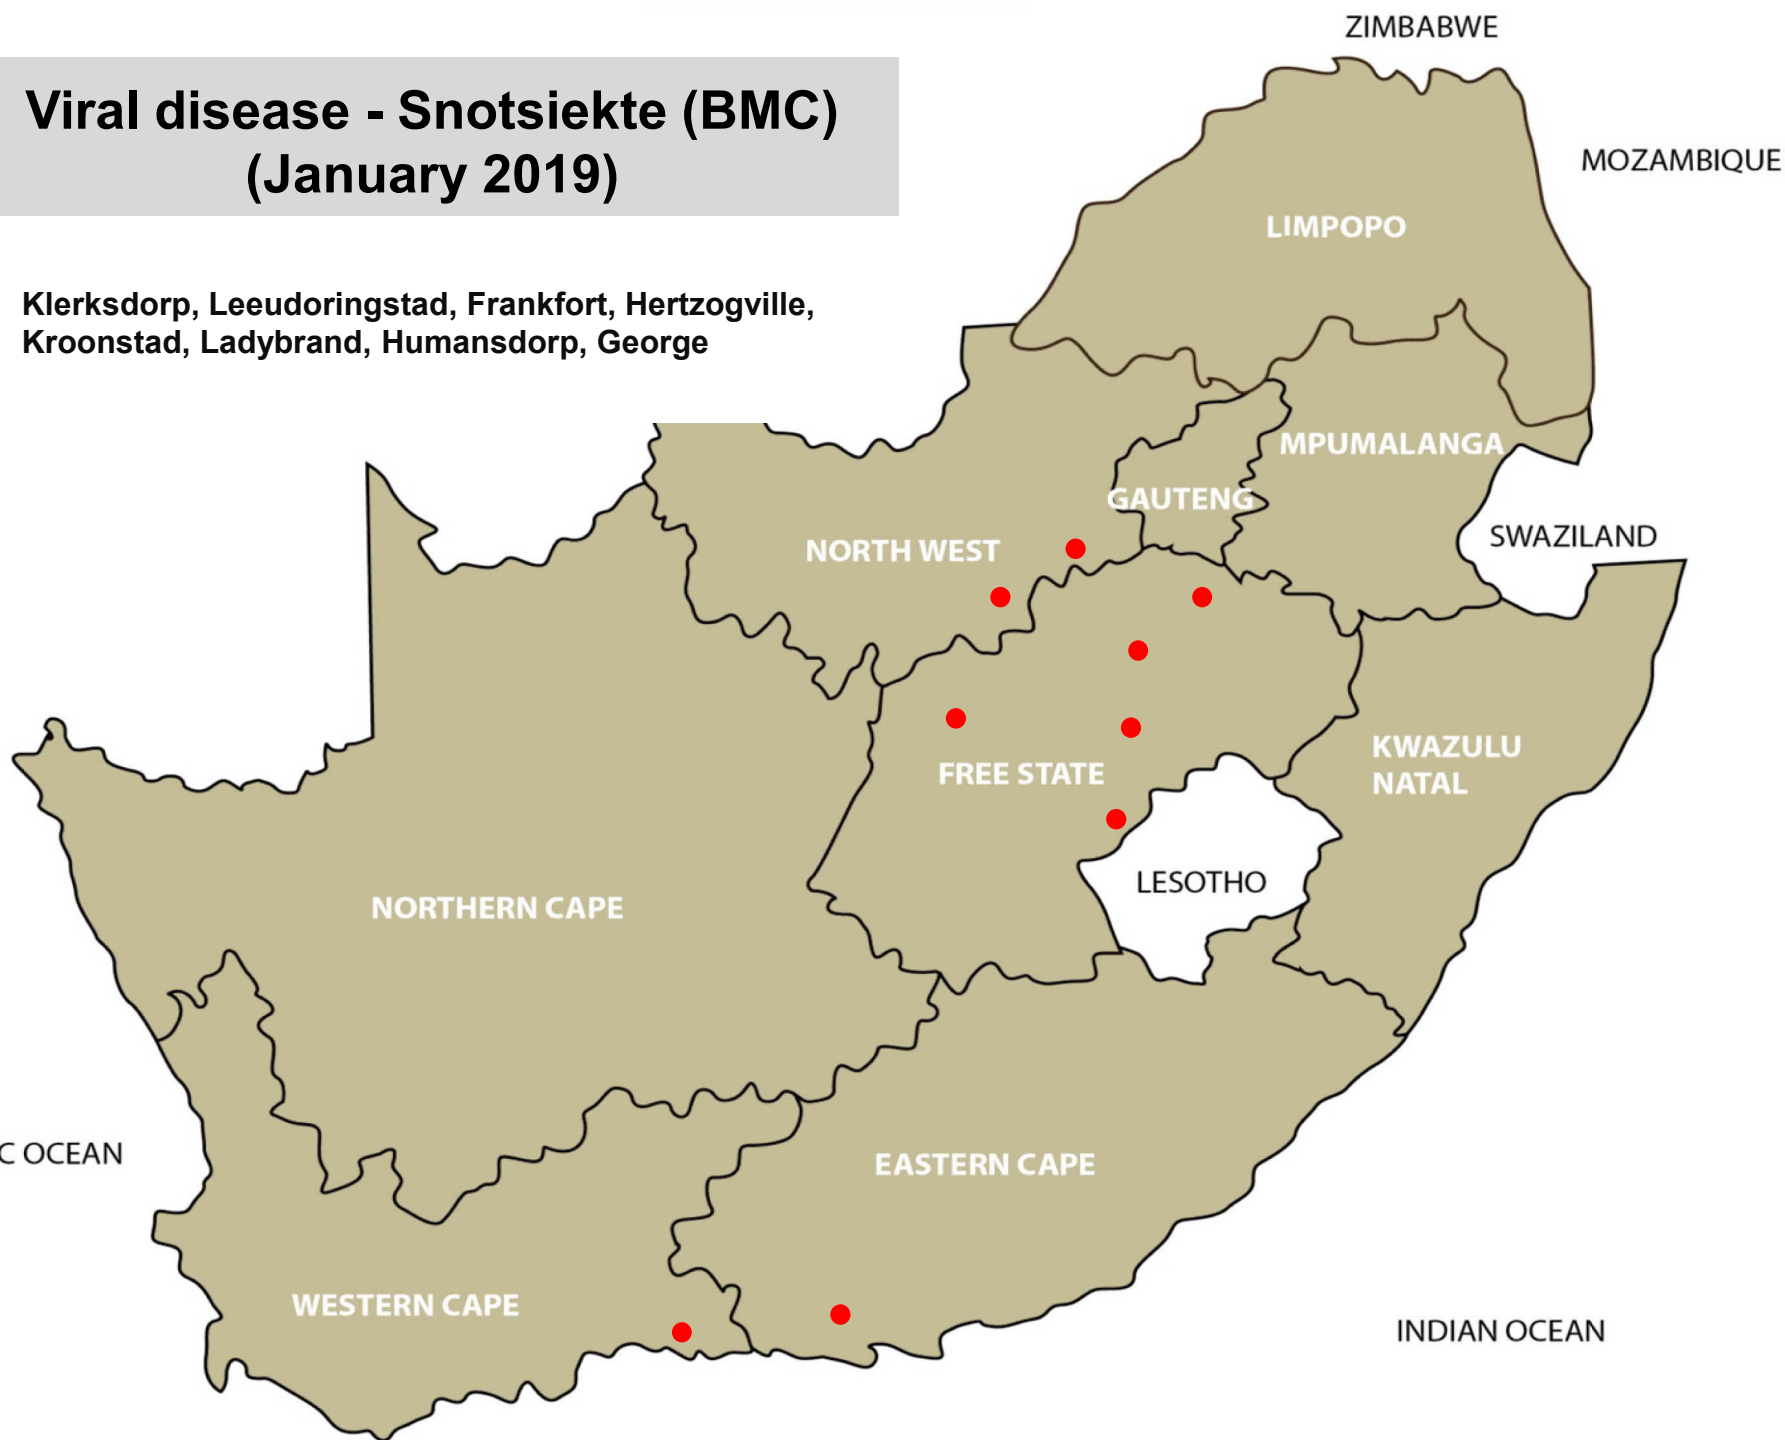 ZIMBABWE
Viral disease - Snotsiekte (BMC)
(January 2019)
MOZAMBIQUE
LIMPOPO
Klerksdorp, Leeudoringstad, Frankfort, Hertzogville,
Kroonstad, Ladybrand, Humansdorp, George
MPUMALANGA
GAUTENG
NORTH WEST
SWAZILAND
KWAZULU
NATAL
FREE STATE
LESOTHO
NORTHERN CAPE
C OCEAN
EASTERN CAPE
WESTERN CAPE
INDIAN OCEAN